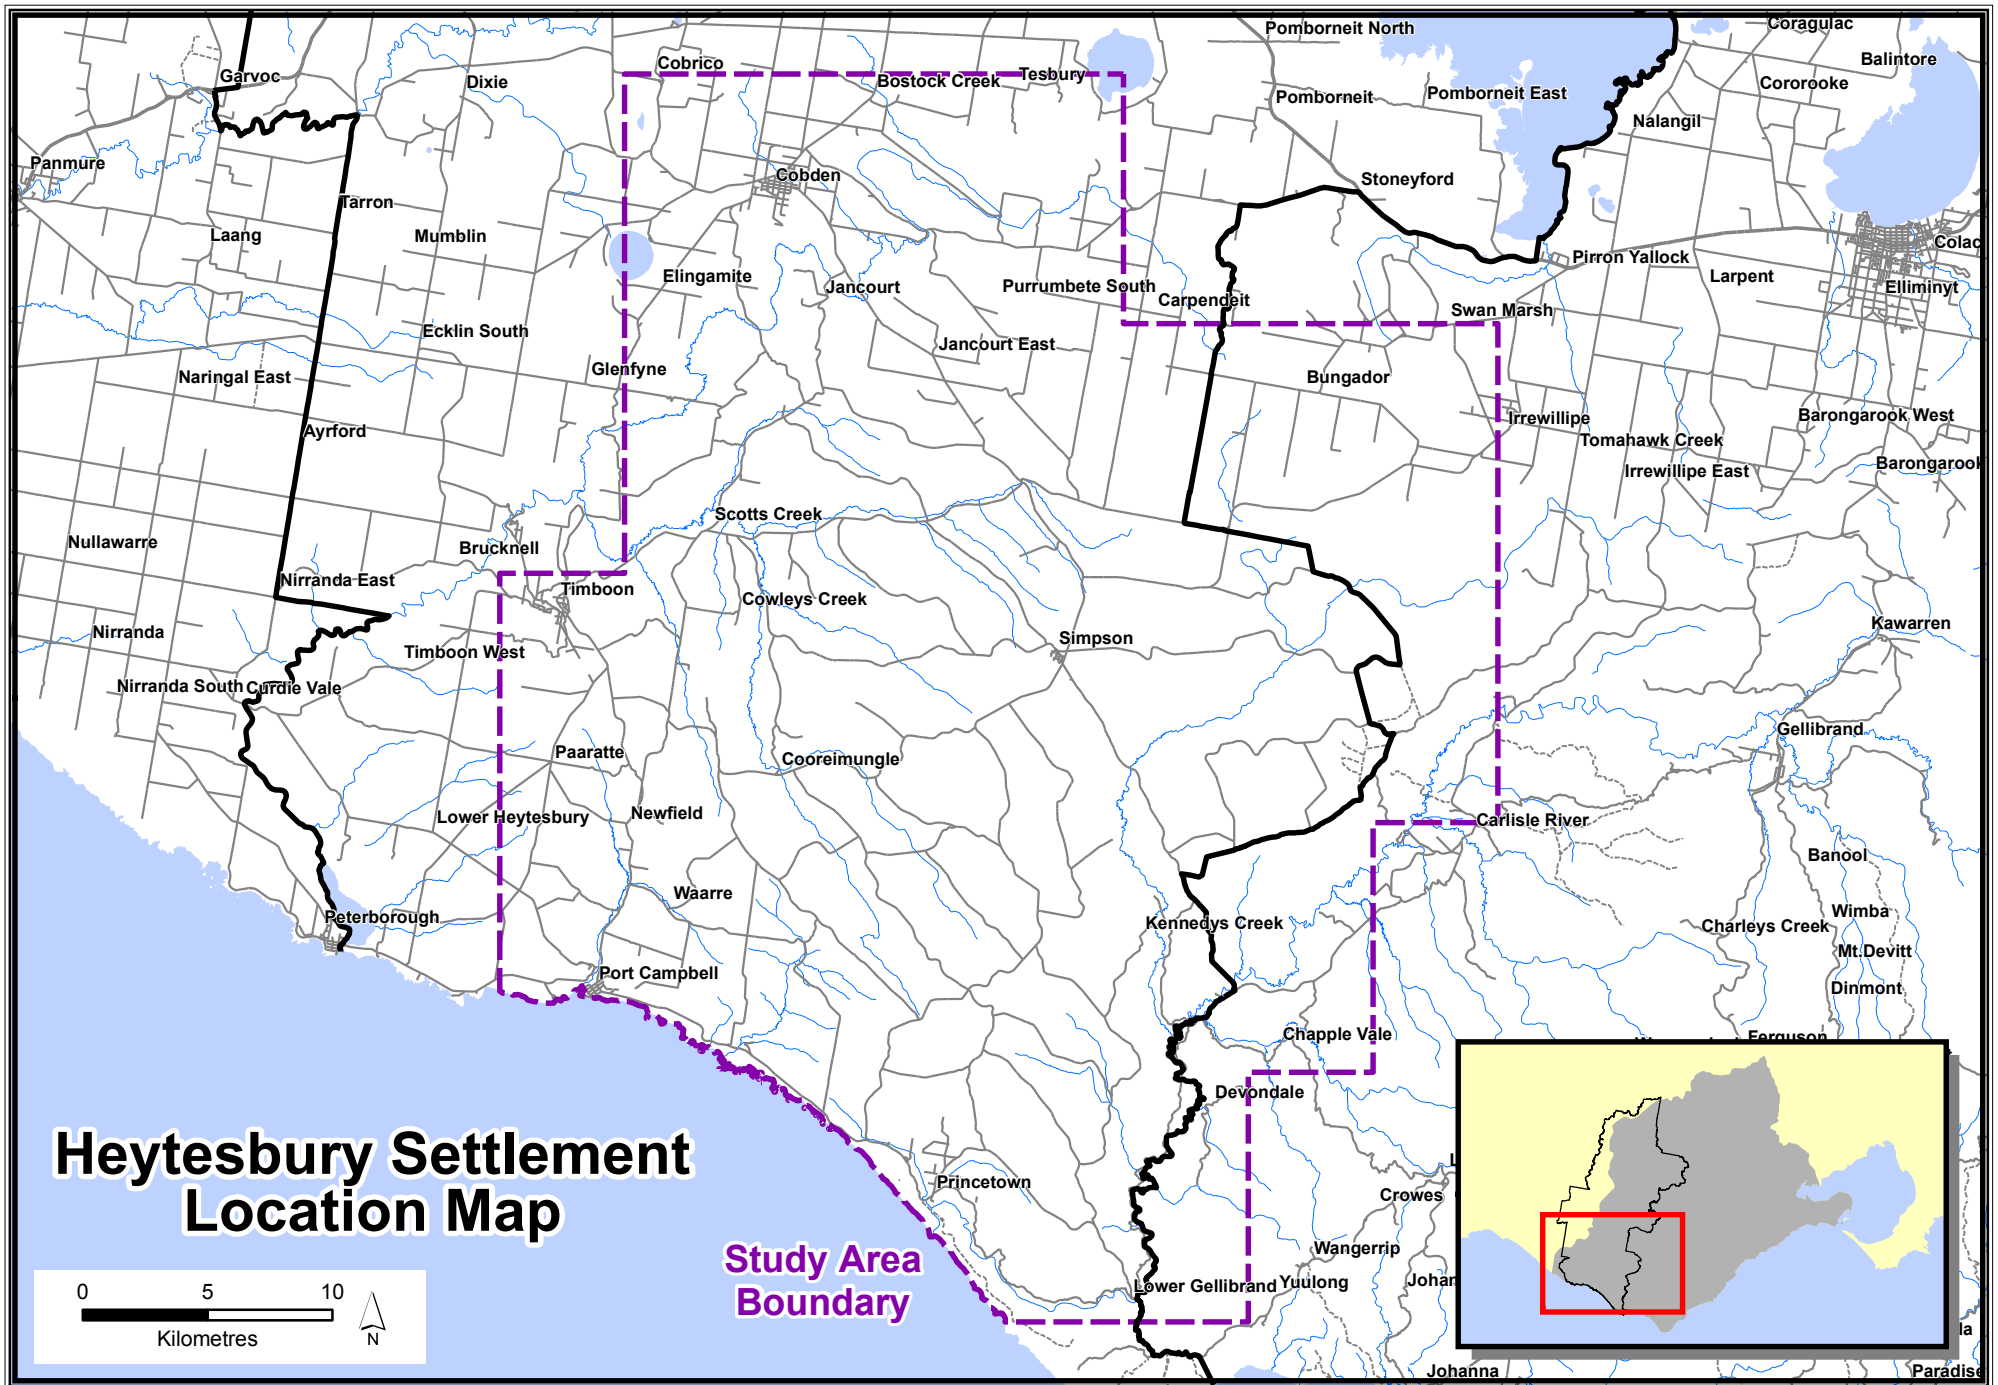 Pomborneit North
Coragulac
Balintore
Cobrico
Garvoc
Dixie
Bostock Creek
Tesbury
Cororooke
Pomborneit
Pomborneit East
Nalangil
Panmure
Cobden
Stoneyford
Tarron
Laang
Mumblin
Colac
Pirron Yallock
Larpent
Elingamite
Jancourt
Purrumbete South
Carpendeit
Elliminyt
Swan Marsh
Ecklin South
Jancourt East
Glenfyne
Naringal East
Bungador
Ayrford
Irrewillipe
Barongarook West
Tomahawk Creek
Irrewillipe East
Barongarook
Scotts Creek
Nullawarre
Brucknell
Nirranda East
Timboon
Cowleys Creek
Nirranda
Simpson
Kawarren
Timboon West
Nirranda South
Curdie Vale
Gellibrand
Paaratte
Cooreimungle
Lower Heytesbury
Newfield
Carlisle River
Banool
Waarre
Peterborough
Kennedys Creek
Wimba
Charleys Creek
Mt.Devitt
Port Campbell
Dinmont
Chapple Vale
Ferguson
Devondale
Heytesbury Settlement
Location Map
Princetown
Crowes
Study Area
Boundary
Wangerrip
Lower Gellibrand
Yuulong
Johan
0 5 10
Kilometres
N
la
Johanna
Paradise